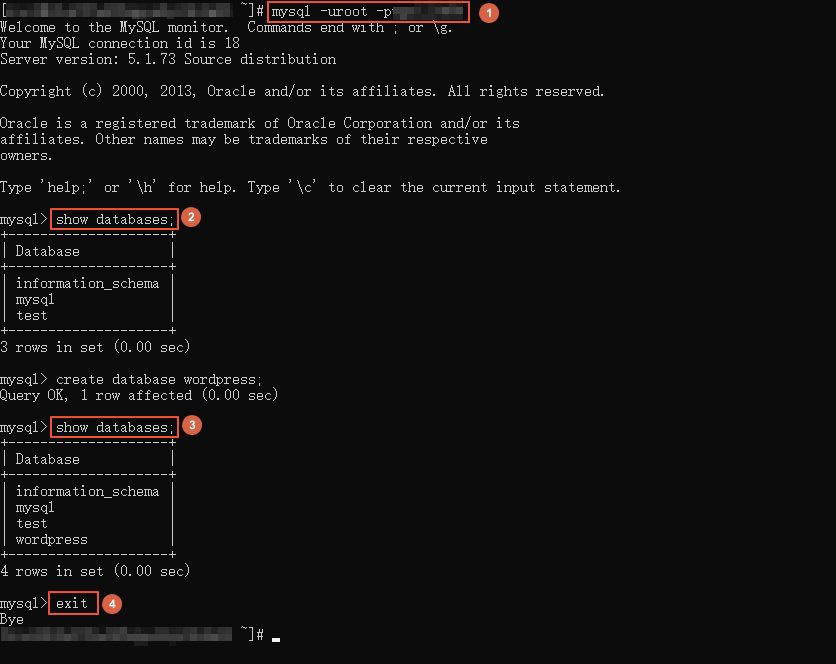 [ ~]# mysql -uroot -p 1
Welcome to the MySQL monitor.  Commands end with ; or \g.
Your MySQL connection id is 18
Server version: 5.1.73 Source distribution
Copyright (c) 2000, 2013, Oracle and/or its affiliates. All rights reserved.
Oracle is a registered trademark of Oracle Corporation and/or its
affiliates. Other names may be trademarks of their respective
owners.
Type 'help;' or '\h' for help. Type '\c' to clear the current input statement.
mysql> show databases; 2
+--------------------+
| Database           |
+--------------------+
| information_schema |
| mysql              |
| test               |
+--------------------+
3 rows in set (0.00 sec)
mysql> create database wordpress;
Query OK, 1 row affected (0.00 sec)
mysql> show databases; 3
+--------------------+
| Database           |
+--------------------+
| information_schema |
| mysql              |
| test               |
| wordpress          |
+--------------------+
4 rows in set (0.00 sec)
mysql> exit 4
Bye
~]# _